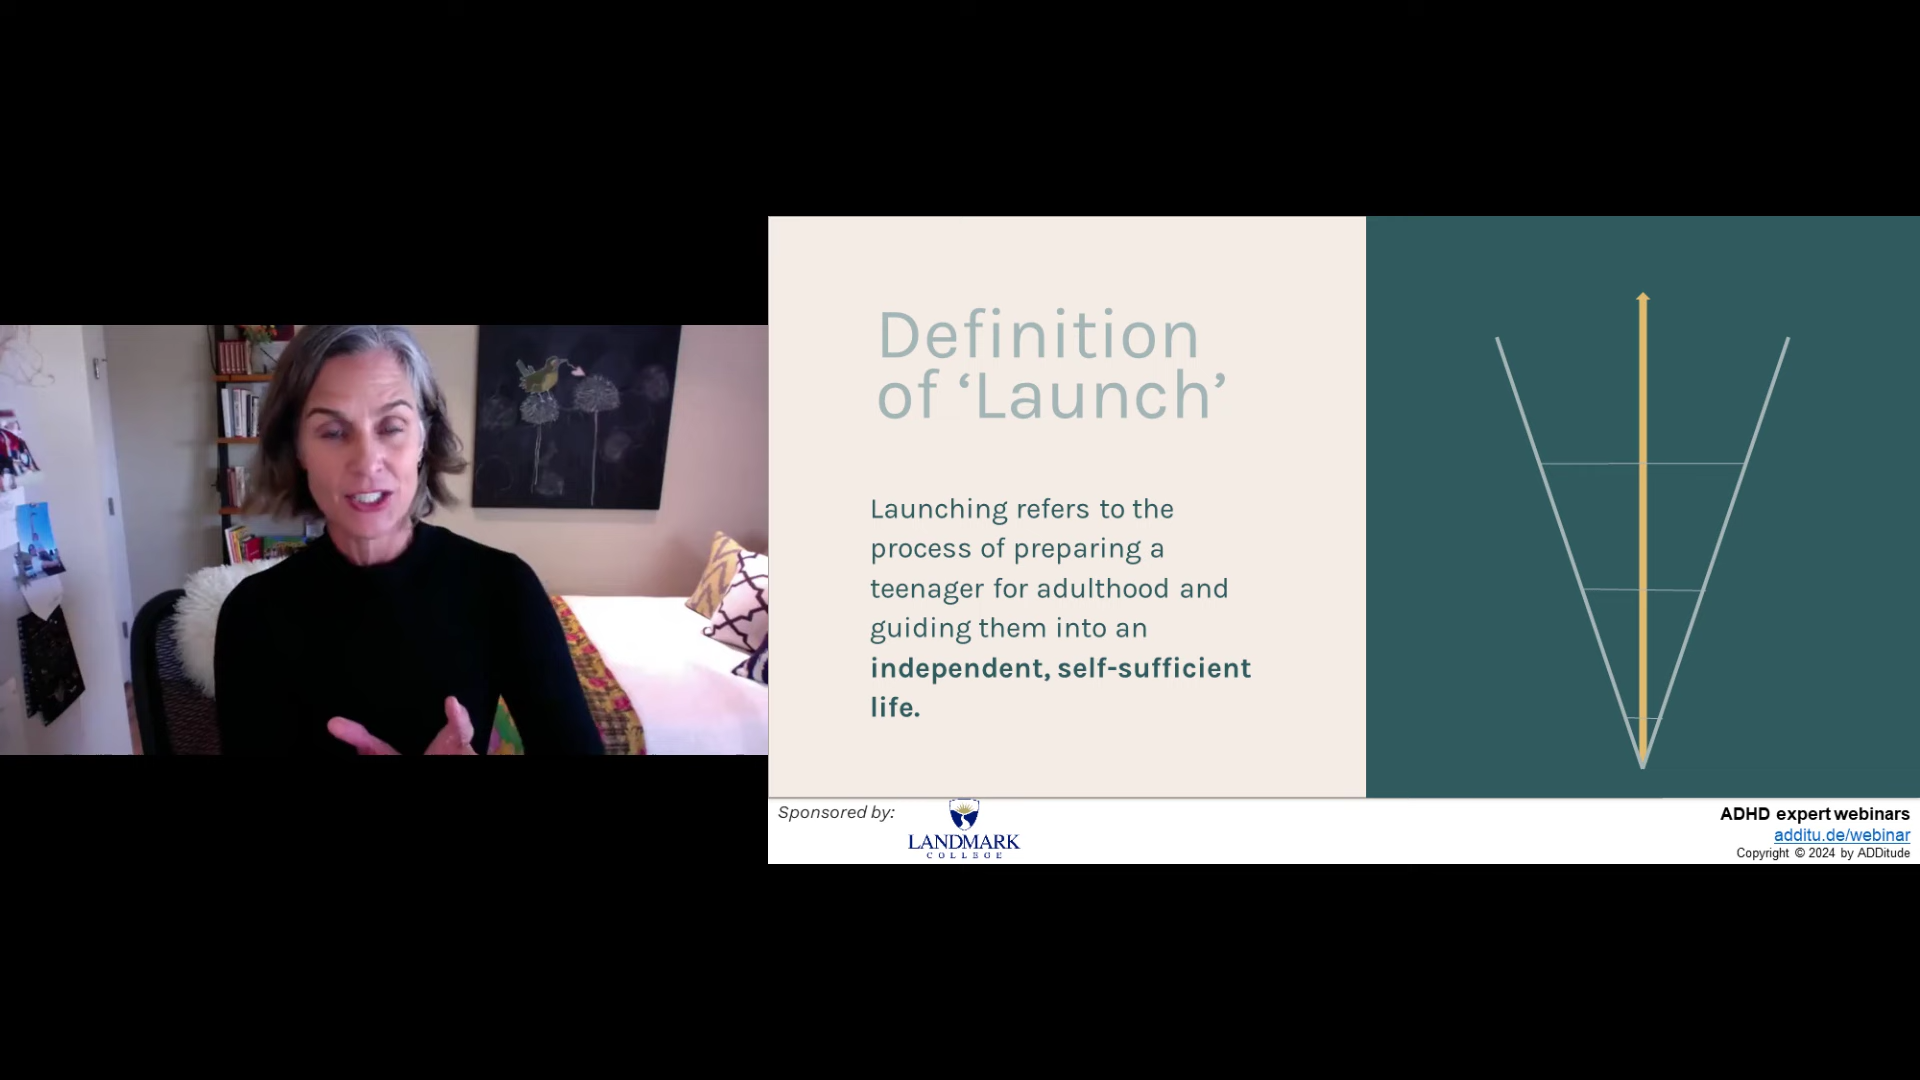 Definition
of ‘Launch’
Launching refers to the
process of preparing a
teenager for adulthood and
guiding them into an
independent, self-sufficient
life.
Sponsored by:
LANDMARK
COLLEGE
ADHD expert webinars
additu.de/webinar
Copyright © 2024 by ADDitude